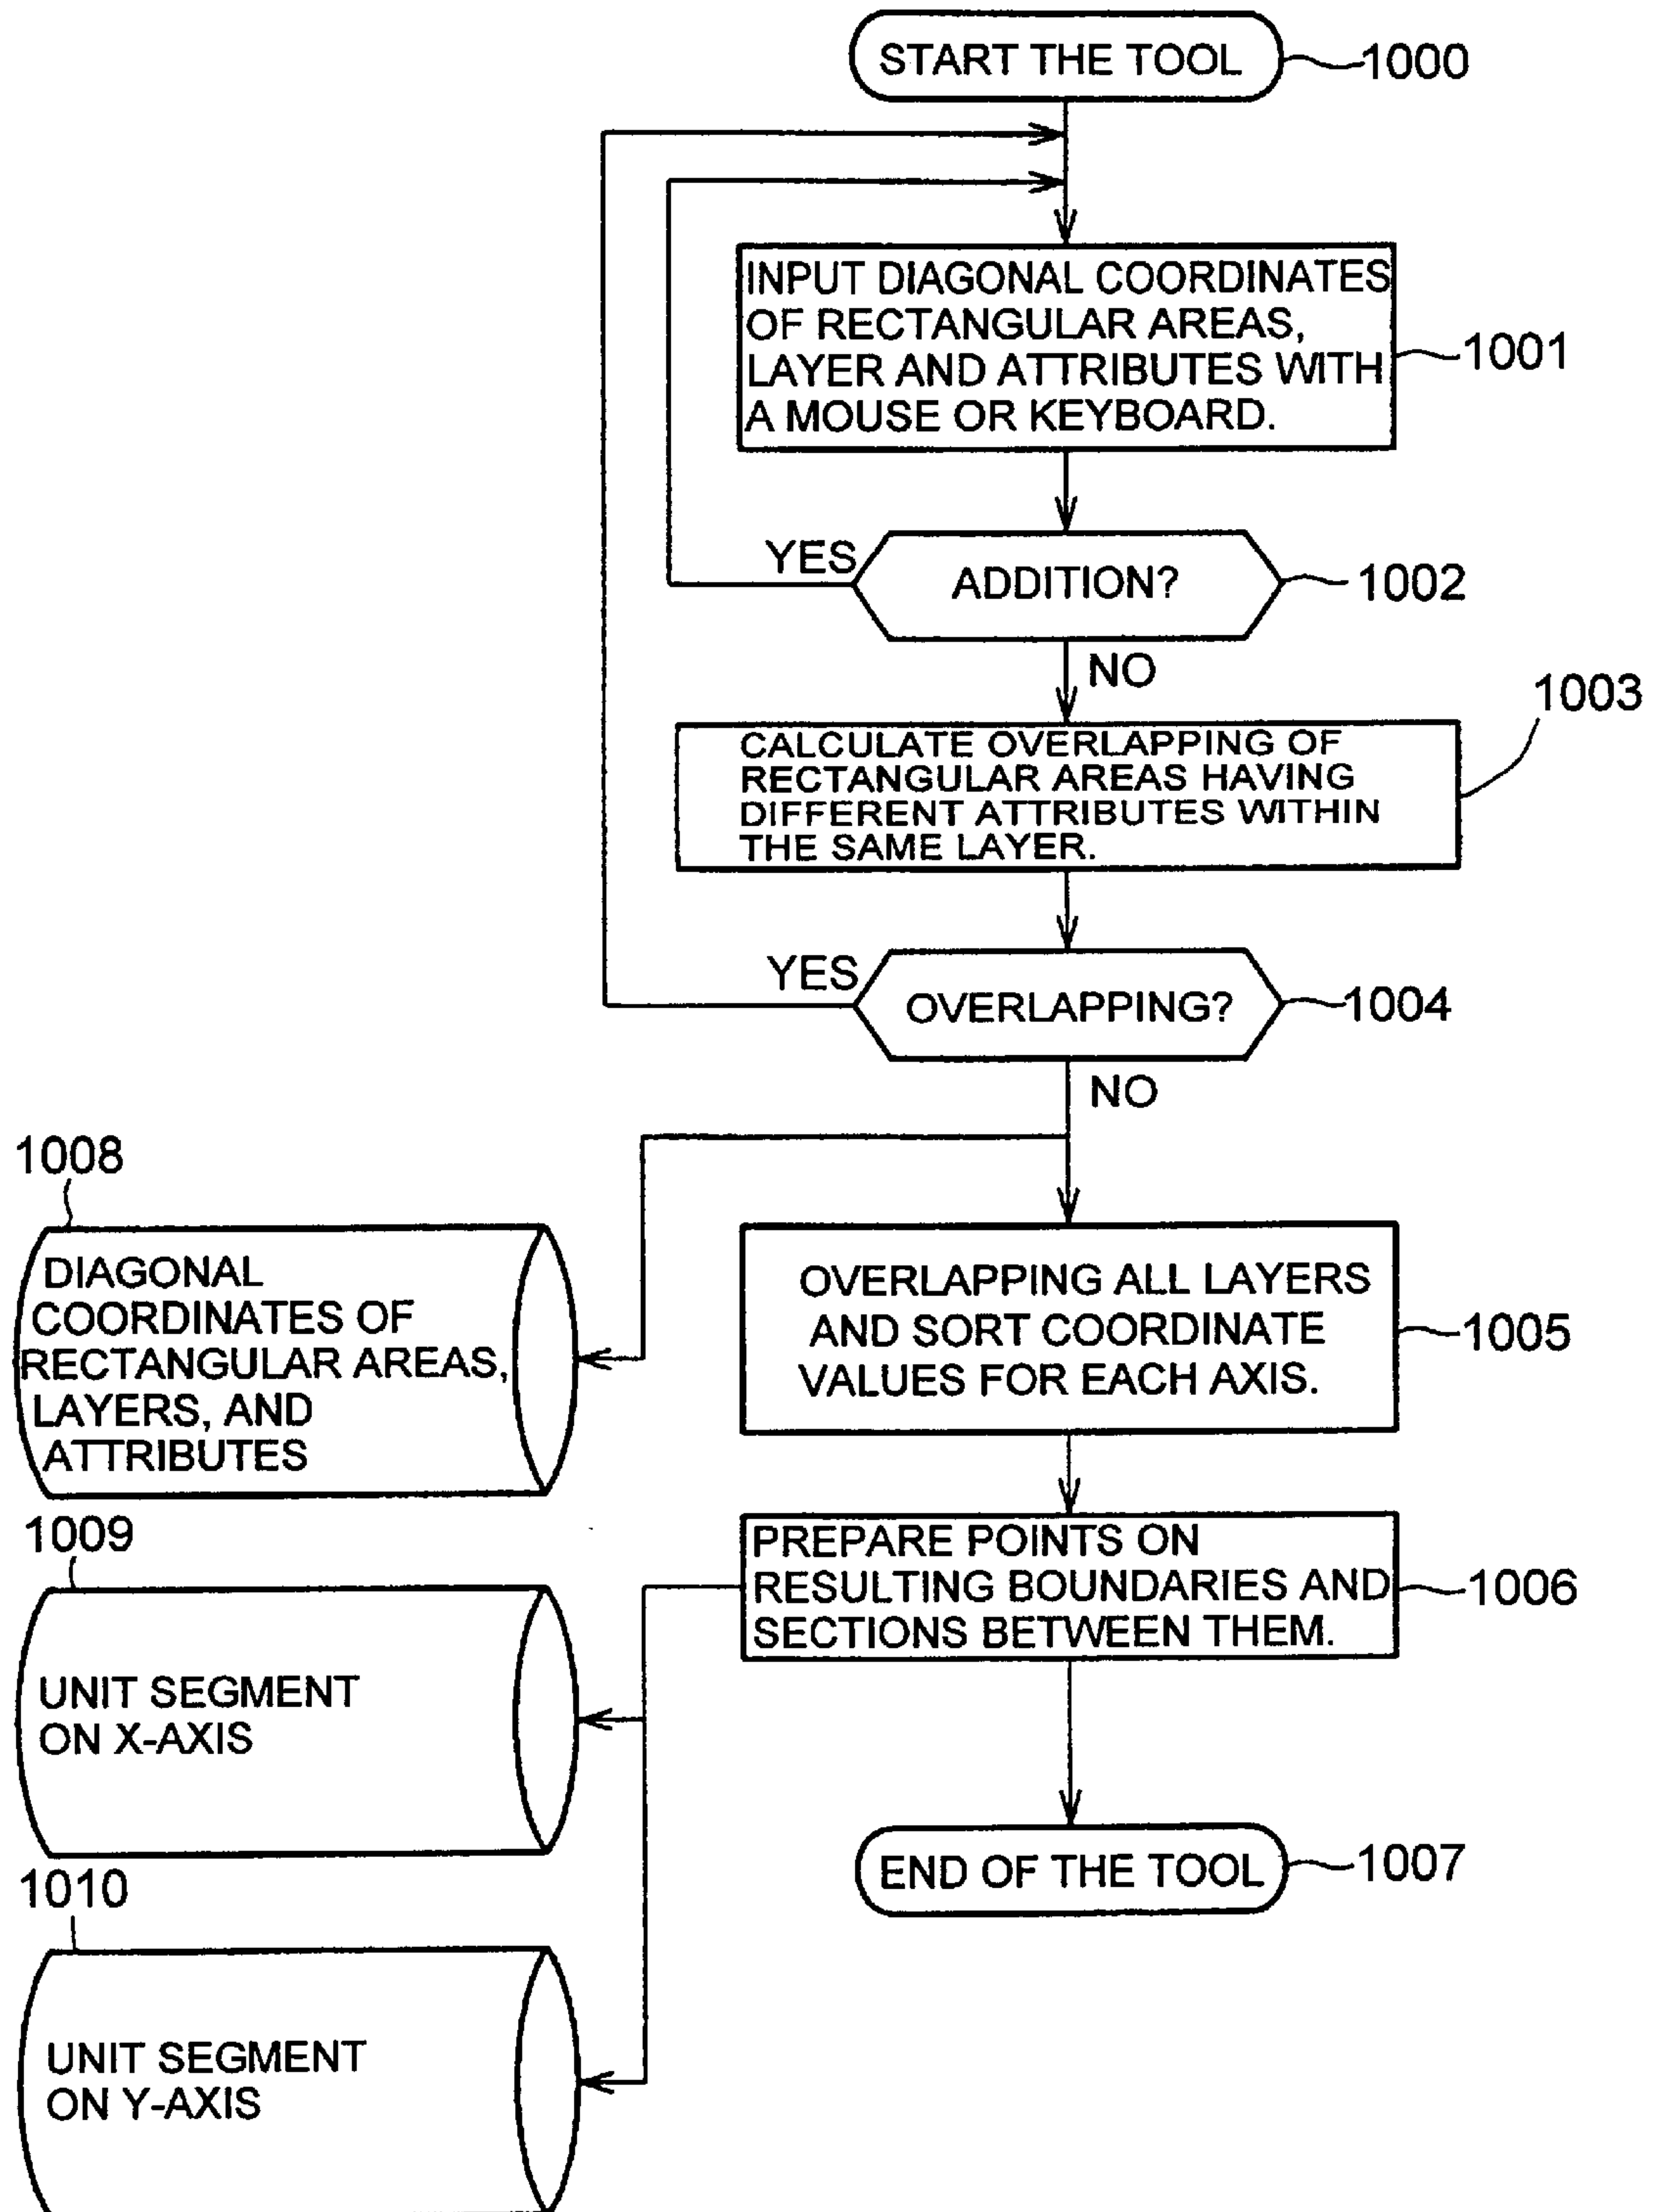 START THE TOOL
1000
INPUT DIAGONAL COORDINATES
OF RECTANGULAR AREAS,
LAYER AND ATTRIBUTES WITH
A MOUSE OR KEYBOARD.
1001
YES
ADDITION?
1002
NO
1003
CALCULATE OVERLAPPING OF
RECTANGULAR AREAS HAVING
DIFFERENT ATTRIBUTES WITHIN
THE SAME LAYER.
YES
OVERLAPPING?
1004
NO
1008
DIAGONAL
COORDINATES OF
RECTANGULAR AREAS,
LAYERS, AND
ATTRIBUTES
OVERLAPPING ALL LAYERS
AND SORT COORDINATE
VALUES FOR EACH AXIS.
1005
1009
PREPARE POINTS ON
RESULTING BOUNDARIES AND
SECTIONS BETWEEN THEM.
1006
UNIT SEGMENT
ON X-AXIS
END OF THE TOOL
1007
1010
UNIT SEGMENT
ON Y-AXIS